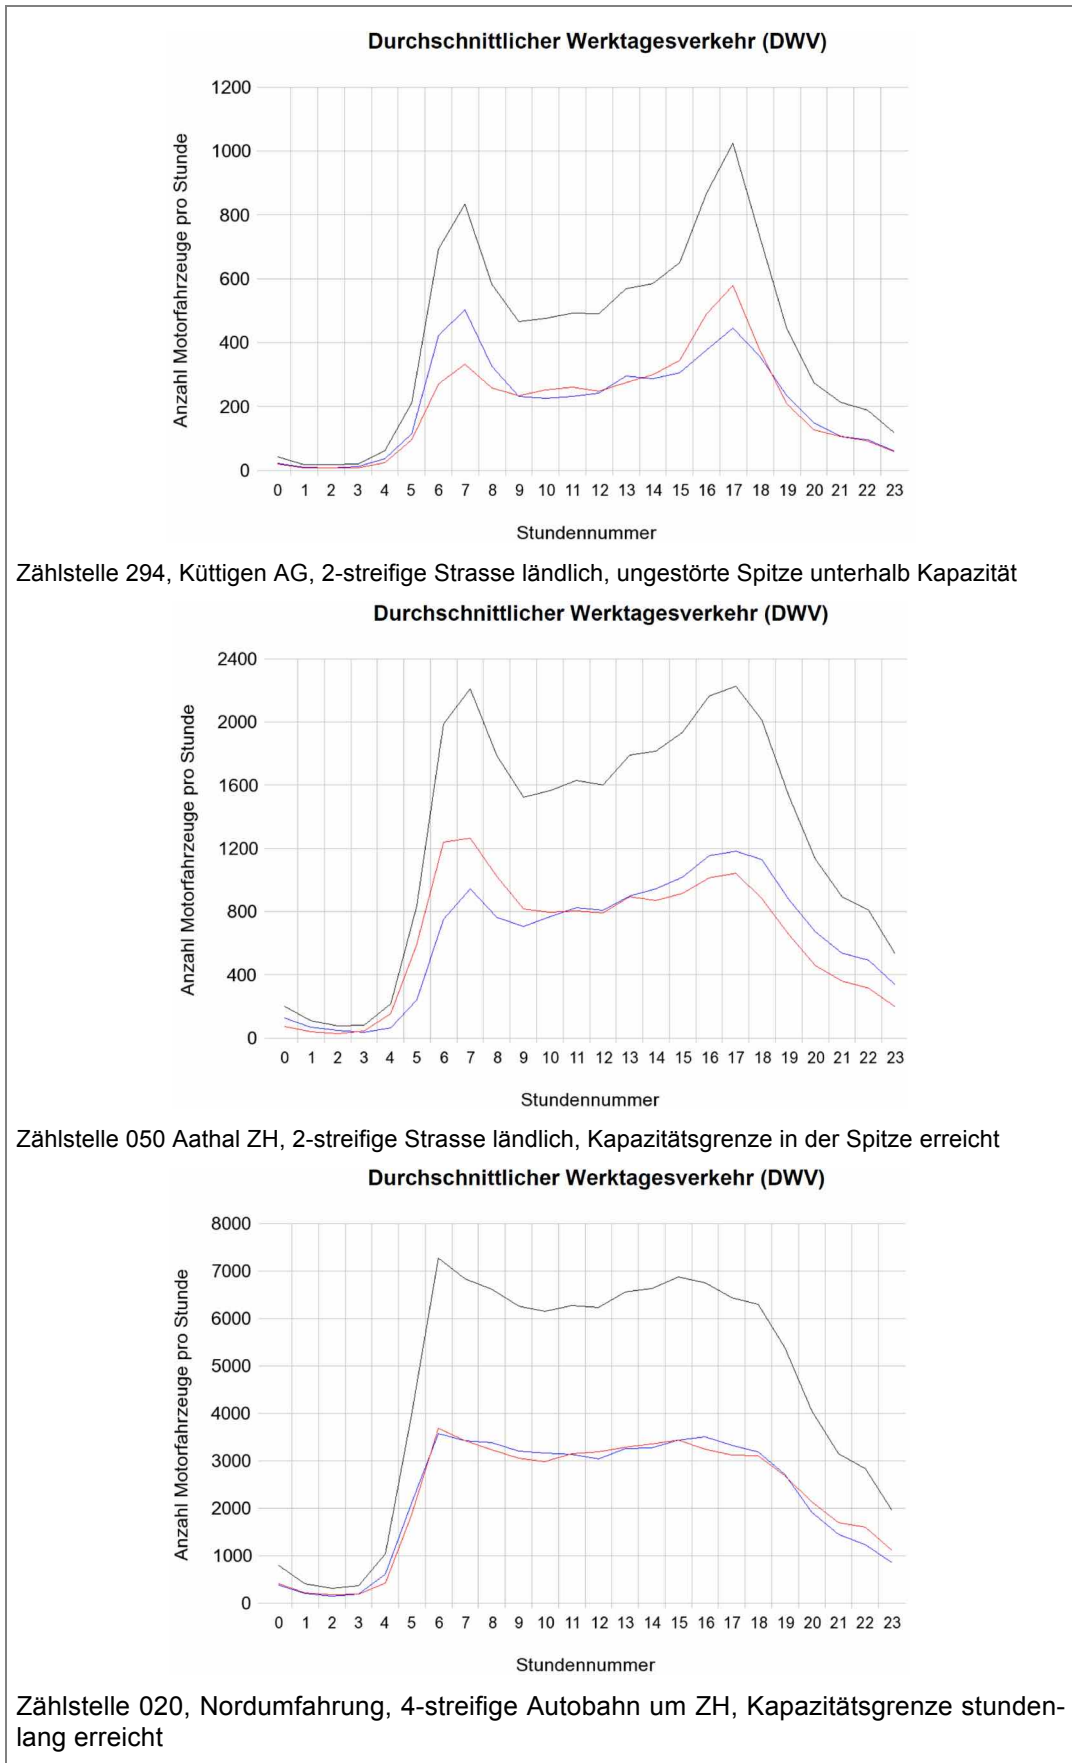 Durchschnittlicher Werktagesverkehr (DWV)
Anzahl Motorfahrzeuge pro Stunde
1200
1000
800
600
400
200
0
0 1 2 3 4 5 6 7 8 9 10 11 12 13 14 15 16 17 18 19 20 21 22 23
Stundennummer
Zählstelle 294, Küttigen AG, 2-streifige Strasse ländlich, ungestörte Spitze unterhalb Kapazität
Durchschnittlicher Werktagesverkehr (DWV)
Anzahl Motorfahrzeuge pro Stunde
2400
2000
1600
1200
800
400
0
0 1 2 3 4 5 6 7 8 9 10 11 12 13 14 15 16 17 18 19 20 21 22 23
Stundennummer
Zählstelle 050 Aathal ZH, 2-streifige Strasse ländlich, Kapazitätsgrenze in der Spitze erreicht
Durchschnittlicher Werktagesverkehr (DWV)
Anzahl Motorfahrzeuge pro Stunde
8000
7000
6000
5000
4000
3000
2000
1000
0
0 1 2 3 4 5 6 7 8 9 10 11 12 13 14 15 16 17 18 19 20 21 22 23
Stundennummer
Zählstelle 020, Nordumfahrung, 4-streifige Autobahn um ZH, Kapazitätsgrenze stunden-
lang erreicht